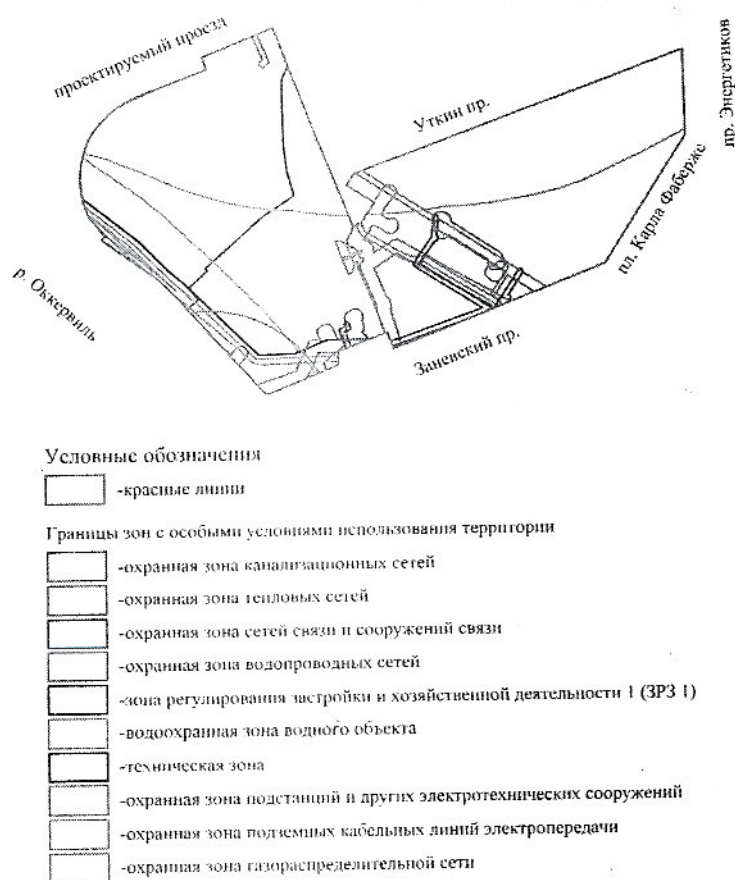 проектируемый проезд
пр. Энергетиков
Уткин пр.
пл. Карла Фаберже
р. Оккервиль
Заневский пр.
Условные обозначения
-красные линии
Границы зон с особыми условиями использования территории
-охранная зона канализационных сетей
-охранная зона тепловых сетей
-охранная зона сетей связи и сооружений связи
-охранная зона водопроводных сетей
-зона регулирования застройки и хозяйственной деятельности 1 (ЗРЗ 1)
-водоохранная зона водного объекта
-техническая зона
-охранная зона подстанций и других электротехнических сооружений
-охранная зона подземных кабельных линий электропередачи
-охранная зона газораспределительной сети